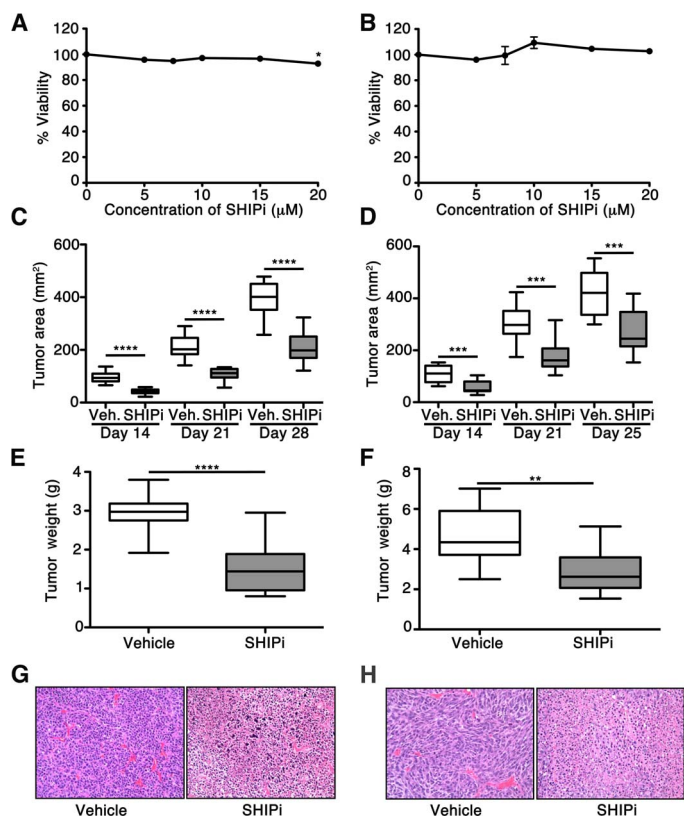 A
120
100
80
60
40
20
0
% Viability
*
0 5 10 15 20
Concentration of SHIPi (μM)
B
120
100
80
60
40
20
0
% Viability
0 5 10 15 20
Concentration of SHIPi (μM)
C
600
400
200
0
Tumor area (mm²)
**** **** ****
Veh. SHIPi Veh. SHIPi Veh. SHIPi
Day 14 Day 21 Day 28
D
600
400
200
0
Tumor area (mm²)
*** *** ***
Veh. SHIPi Veh. SHIPi Veh. SHIPi
Day 14 Day 21 Day 25
E
4
3
2
1
0
Tumor weight (g)
****
Vehicle SHIPi
F
8
6
4
2
0
Tumor weight (g)
**
Vehicle SHIPi
G
Vehicle SHIPi
H
Vehicle SHIPi